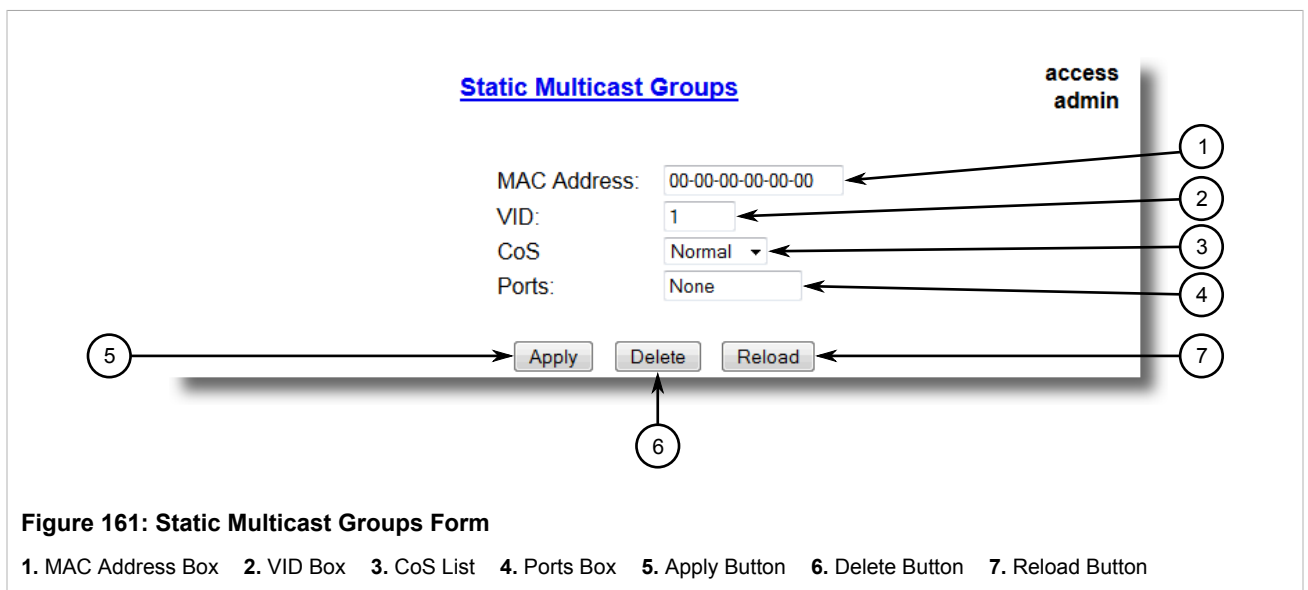 Static Multicast Groups
access
admin
1
MAC Address: 00-00-00-00-00-00
2
VID: 1
3
CoS Normal
Ports: None
4
5
Apply Delete Reload
7
6
Figure 161: Static Multicast Groups Form
1. MAC Address Box 2. VID Box 3. CoS List 4. Ports Box 5. Apply Button 6. Delete Button 7. Reload Button